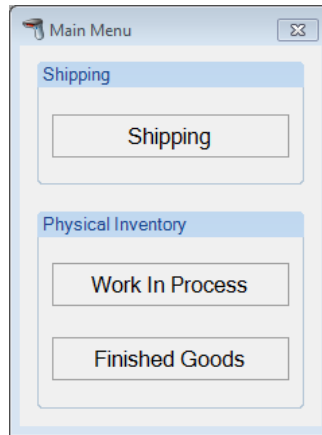 Main Menu
Shipping
Shipping
Physical Inventory
Work In Process
Finished Goods